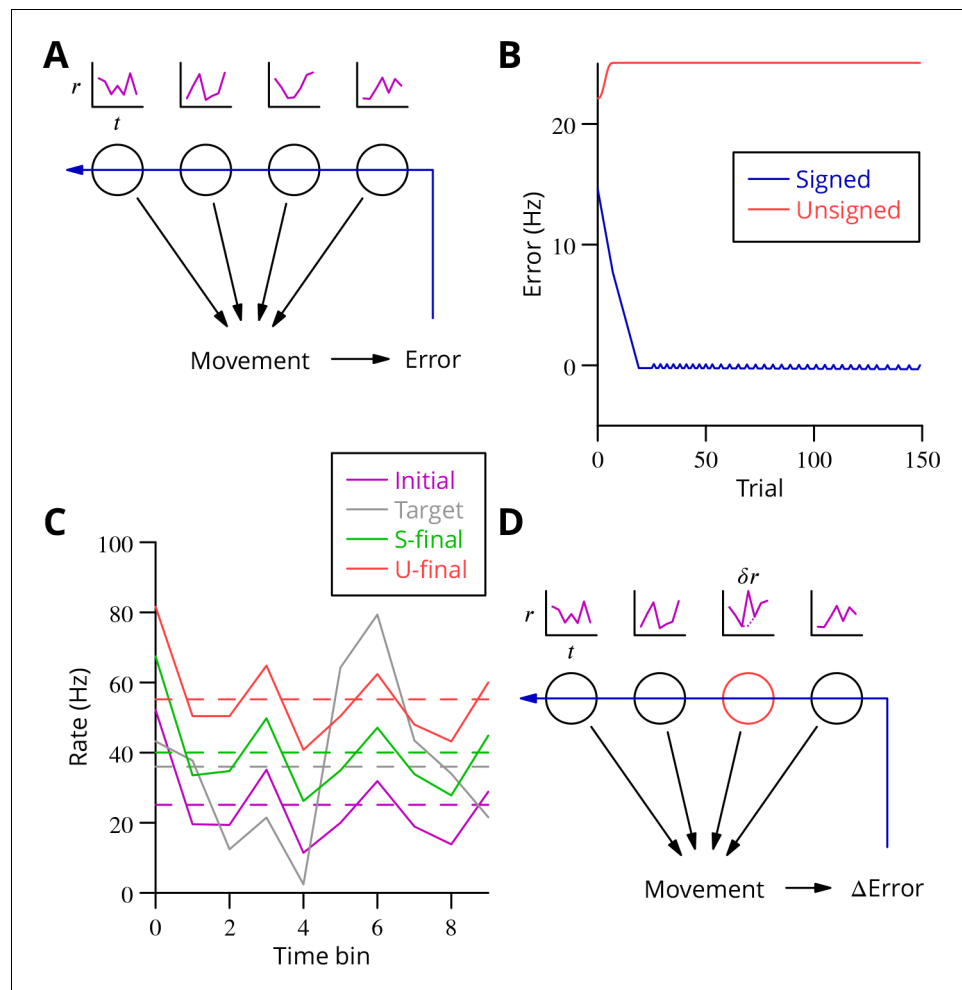 A
r
t
Movement
Error
B
Error (Hz)
20
10
0
0
50
100
150
Trial
Signed
Unsigned
C
Initial
Target
S-final
U-final
Rate (Hz)
100
80
60
40
20
0
0
2
4
6
8
Time bin
D
δr
r
t
Movement
ΔError